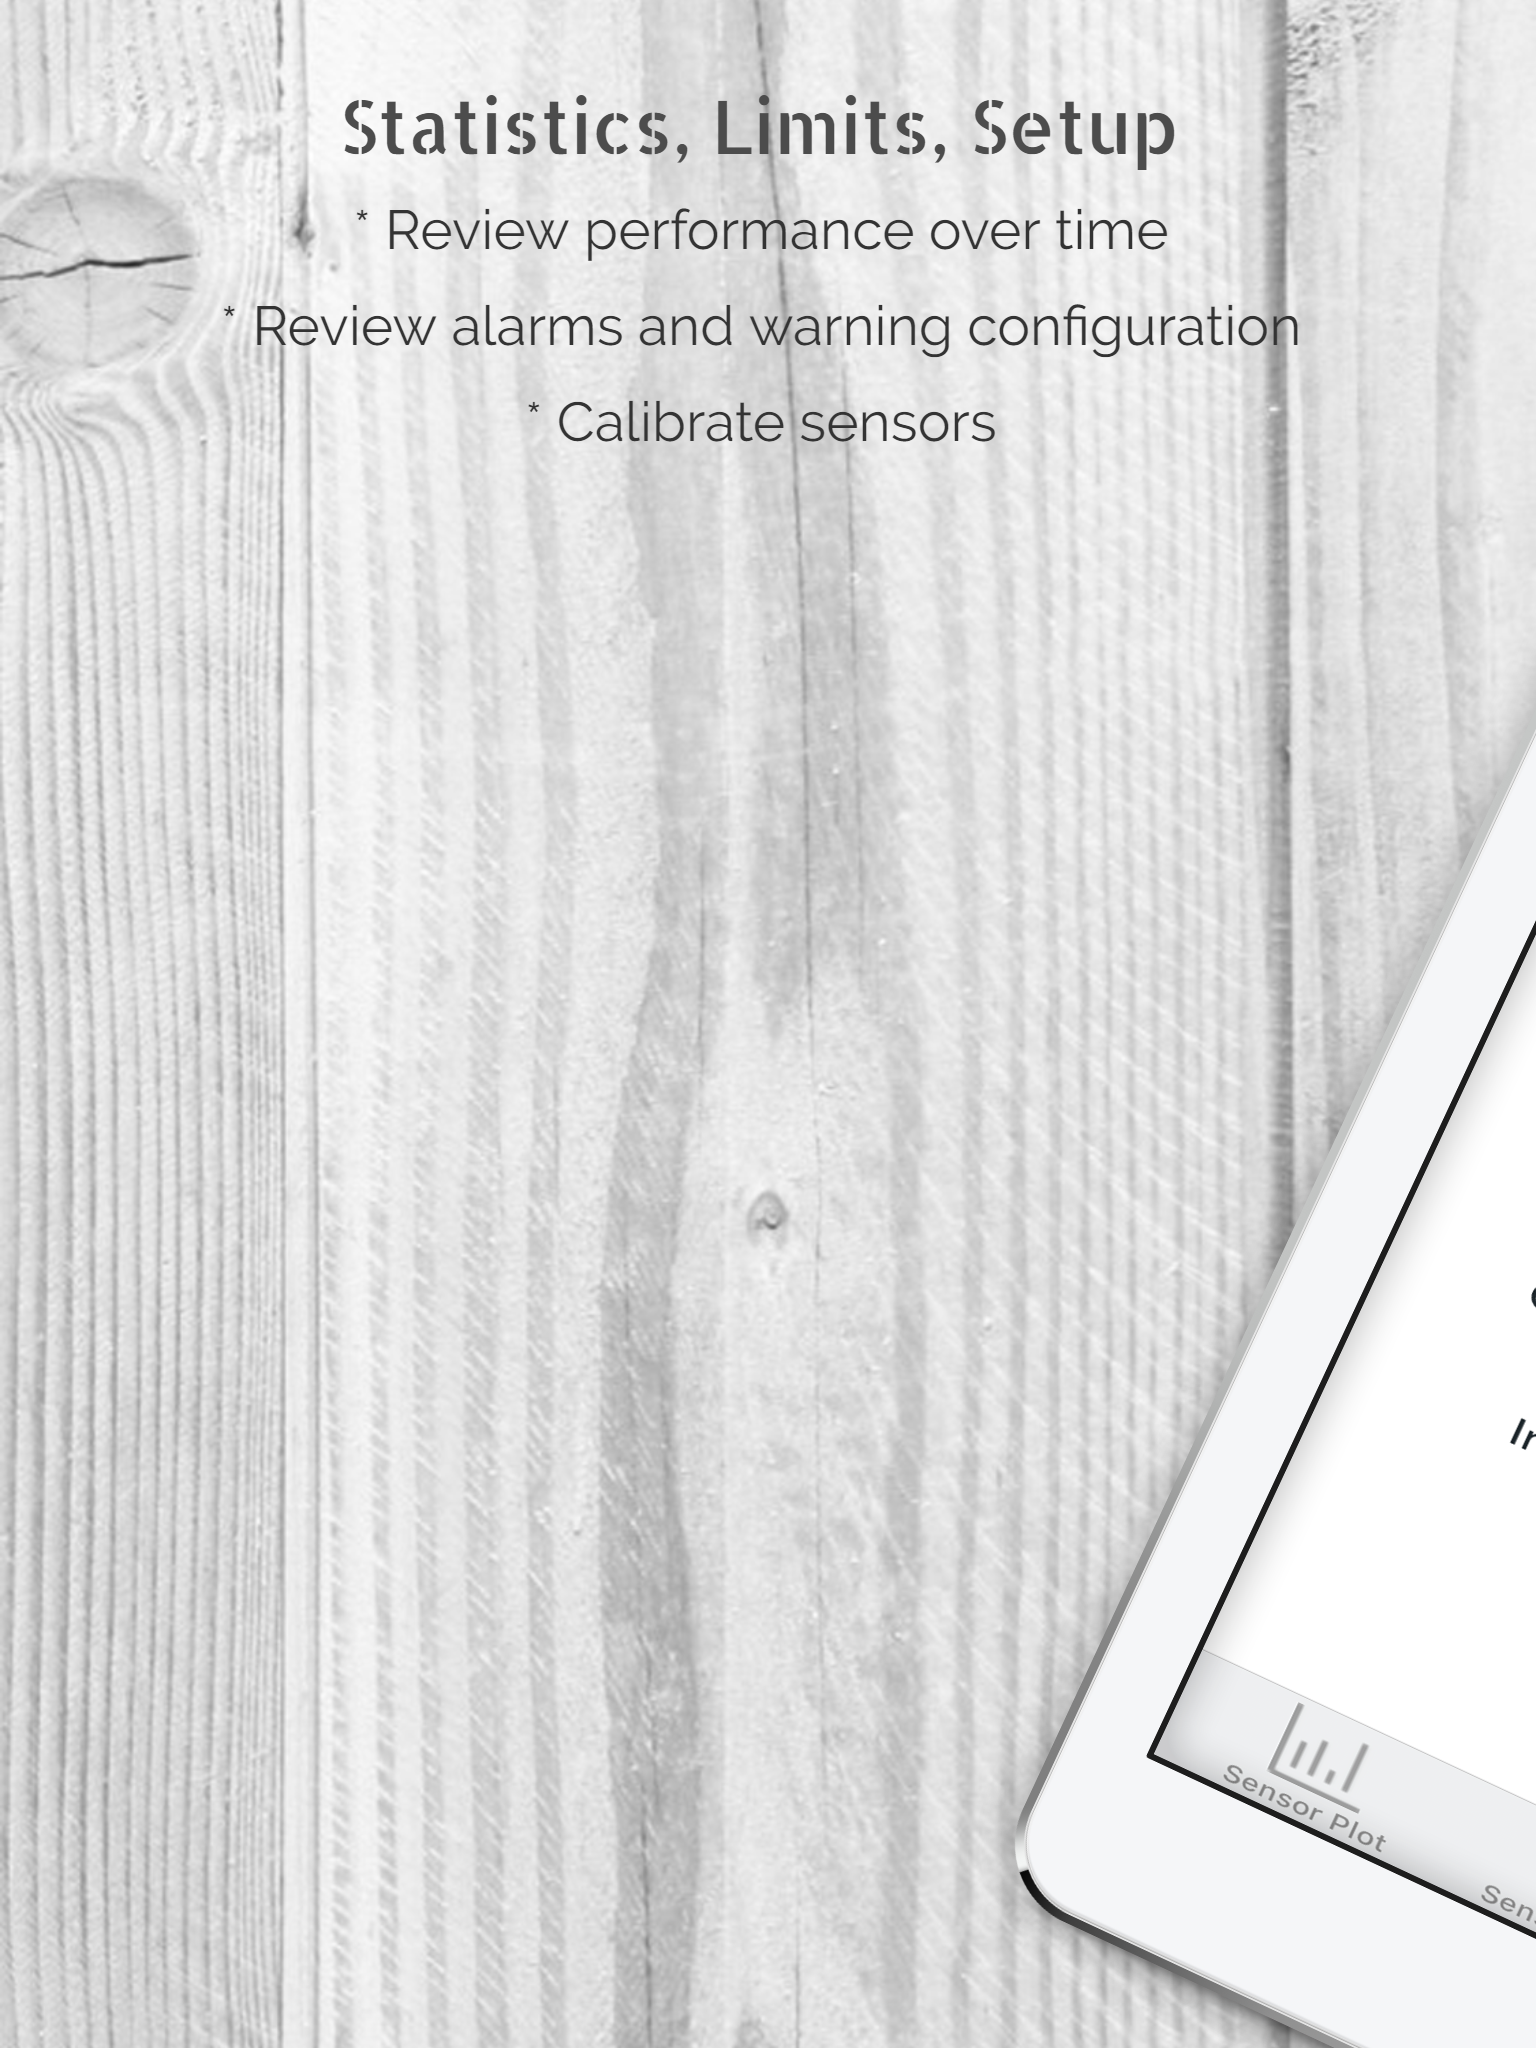 Statistics, Limits, Setup
* Review performance over time
* Review alarms and warning configuration
* Calibrate sensors
Sensor Plot